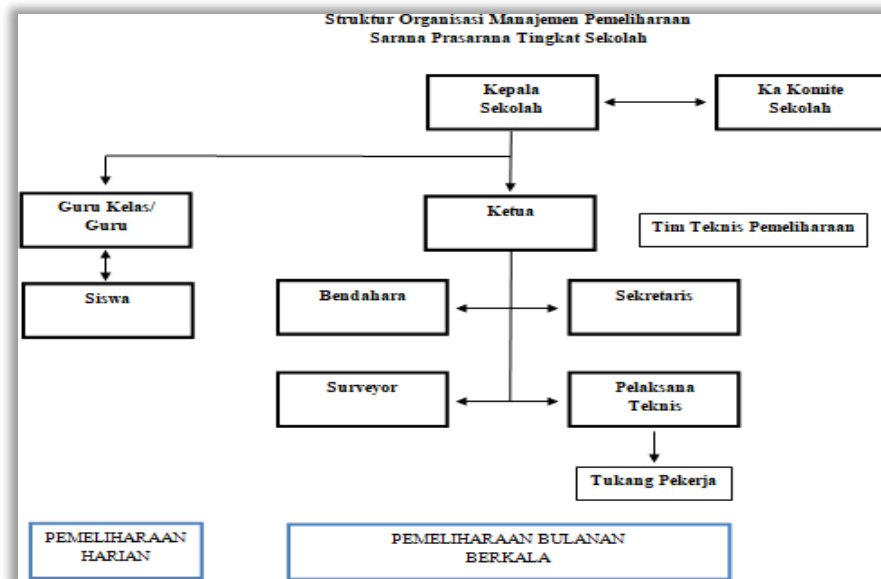 Struktur Organisasi Manajemen Pemeliharaan
Sarana Prasarana Tingkat Sekolah
Kepala
Sekolah
Ka Komite
Sekolah
Guru Kelas/
Guru
Ketua
Tim Teknis Pemeliharaan
Siswa
Bendahara
Sekretaris
Surveyor
Pelaksana
Teknis
Tukang Pekerja
PEMELIHARAAN
HARIAN
PEMELIHARAAN BULANAN
BERKALA